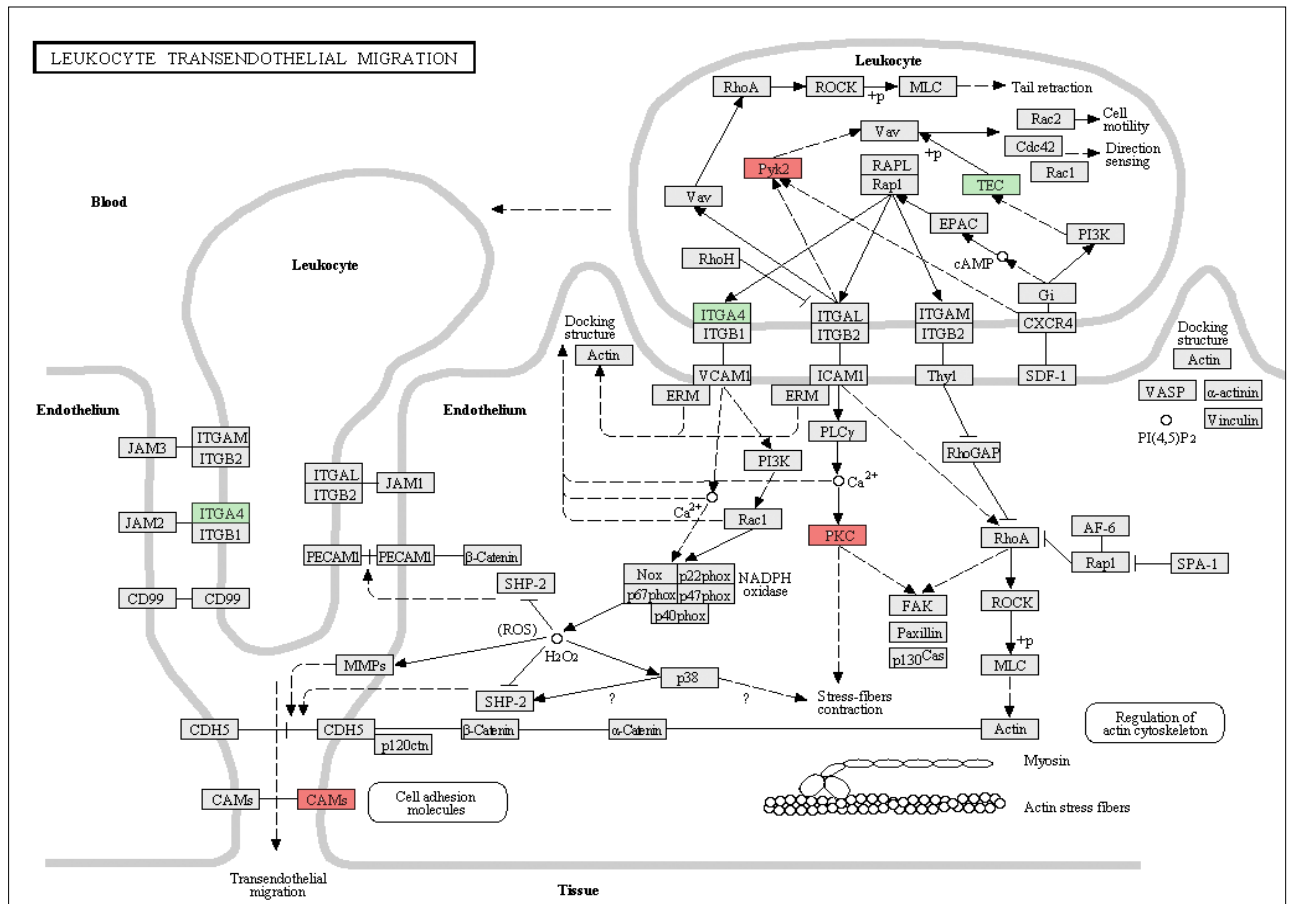 LEUKOCYTE TRANSENDOTHELIAL MIGRATION
Leukocyte
RhoA
ROCK
+p
MLC
Tail retraction
Vav
+p
Rac2
Cell
motility
Cdc42
Direction
sensing
Rac1
Pyk2
RAPL
Rap1
TEC
Vav
Blood
EPAC
PI3K
RhoH
cAMP
Leukocyte
Gi
ITGA4
ITGB1
ITGAL
ITGB2
ITGAM
ITGB2
CXCR4
Docking
structure
Actin
Docking
structure
Actin
VCAM1
ICAM1
Thy1
SDF-1
ERM
ERM
VASP
α-actinin
PI(4,5)P2
Vinculin
Endothelium
Endothelium
JAM3
ITGAM
ITGB2
PLCγ
RhoGAP
PI3K
ITGAL
ITGB2
JAM1
Ca2+
Ca2+
JAM2
ITGA4
ITGB1
Rac1
PKC
RhoA
AF-6
Rap1
SPA-1
PECAM1
PECAM1
β-Catenin
SHP-2
Nox
p22phox
p67phox
p47phox
p40phox
NADPH
oxidase
CD99
CD99
FAK
Paxillin
p130Cas
ROCK
+p
MLC
(ROS)
H2O2
MMPs
p38
SHP-2
?
?
Stress-fibers
contraction
CDH5
CDH5
p120ctn
β-Catenin
α-Catenin
Actin
Regulation of
actin cytoskeleton
Myosin
CAMs
CAMs
Cell adhesion
molecules
Actin stress fibers
Transendothelial
migration
Tissue